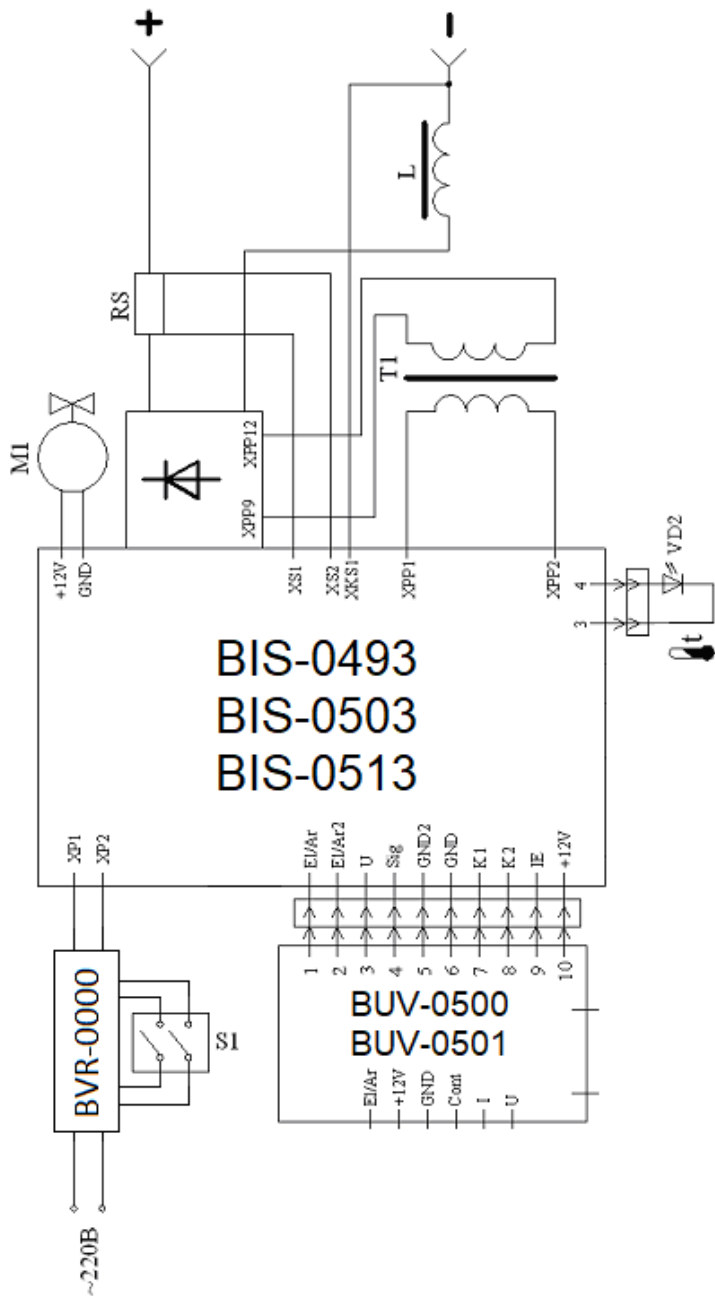 +
-
L
RS
T1
M1
XPP12
XPP9
+12V
GND
XS1
XS2
XKS1
XPP1
XPP2
4
3
VD2
t
BIS-0493
BIS-0503
BIS-0513
XP1
XP2
El/Ar
El/Ar2
U
Sig
GND2
GND
K1
K2
IE
+12V
1
2
3
4
5
6
7
8
9
10
BVR-0000
S1
BUV-0500
BUV-0501
El/Ar
+12V
GND
Cont
I
U
~220В